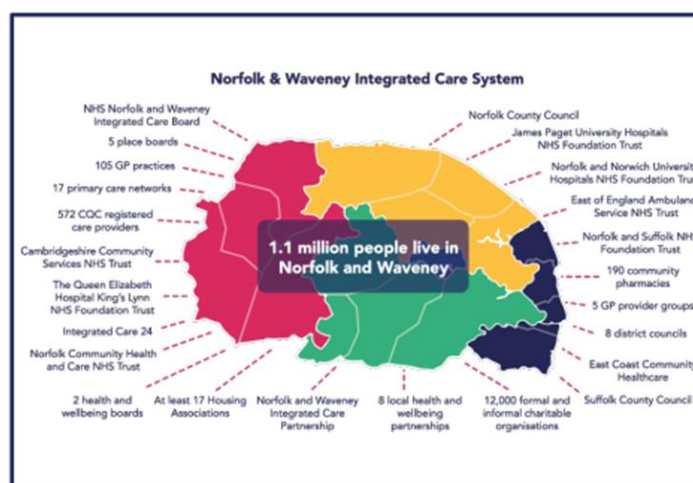 Norfolk & Waveney Integrated Care System
NHS Norfolk and Waveney
Integrated Care Board
5 place boards
105 GP practices
17 primary care networks
572 CQC registered
care providers
Cambridgeshire Community
Services NHS Trust
The Queen Elizabeth
Hospital King's Lynn
NHS Foundation Trust
Integrated Care 24
Norfolk Community Health
and Care NHS Trust
2 health and
wellbeing boards
At least 17 Housing
Associations
Norfolk and Waveney
Integrated Care
Partnership
8 local health and
wellbeing
partnerships
12,000 formal and
informal charitable
organisations
1.1 million people live in
Norfolk and Waveney
Norfolk County Council
James Paget University Hospitals
NHS Foundation Trust
Norfolk and Norwich University
Hospitals NHS Foundation
East of England Ambulance
Service NHS Trust
Norfolk and Suffolk NHS
Foundation Trust
190 community
pharmacies
5 GP provider groups
8 district councils
East Coast Community
Healthcare
Suffolk County Council